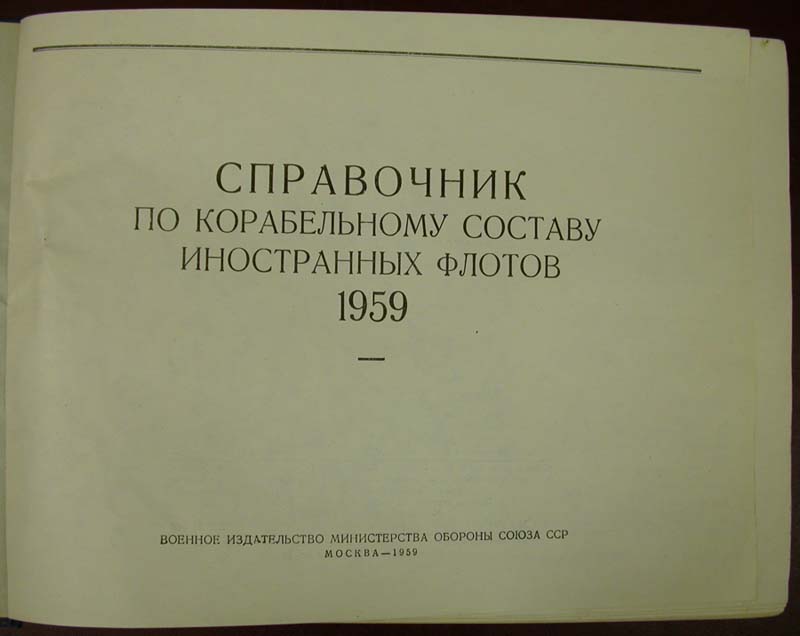 СПРАВОЧНИК
ПО КОРАБЕЛЬНОМУ СОСТАВУ
ИНОСТРАННЫХ ФЛОТОВ
1959
ВОЕННОЕ ИЗДАТЕЛЬСТВО МИНИСТЕРСТВА ОБОРОНЫ СОЮЗА ССР
МОСКВА—1959